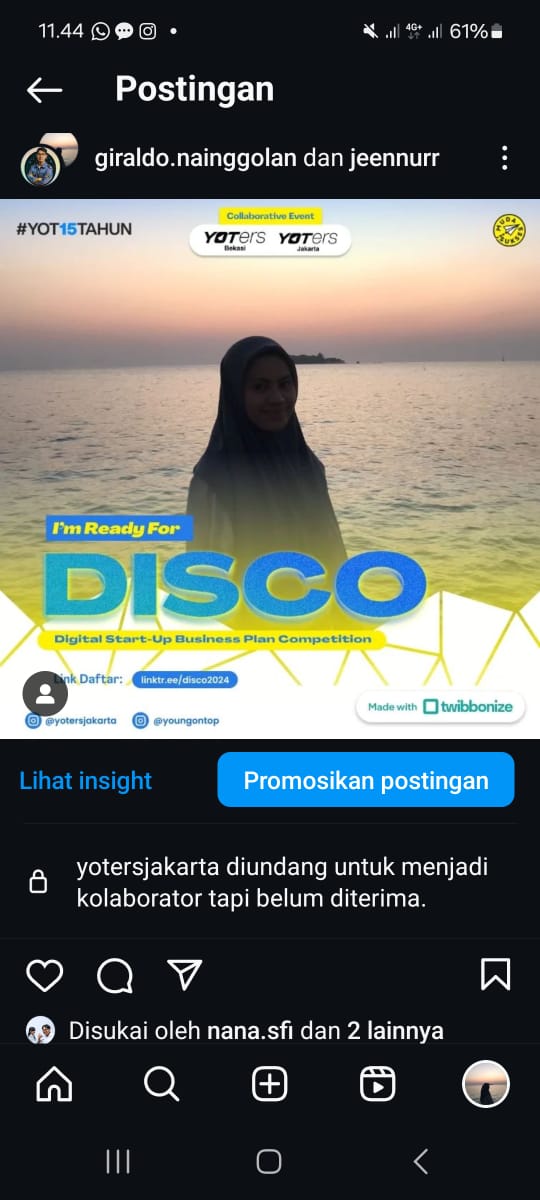 11.44
4G+
61%
Postingan
giraldo.nainggolan dan jeennurr
#YOT15TAHUN
Collaborative Event
YOTers
Bekasi
YOTers
Jakarta
MUDA
SUKSES
I'm Ready For
DISCO
Digital Start-Up Business Plan Competition
Link Daftar:
linktr.ee/disco2024
@yotersjakarta
@youngontop
Made with twibbonize
Lihat insight
Promosikan postingan
yotersjakarta diundang untuk menjadi
kolaborator tapi belum diterima.
Disukai oleh nana.sfi dan 2 lainnya